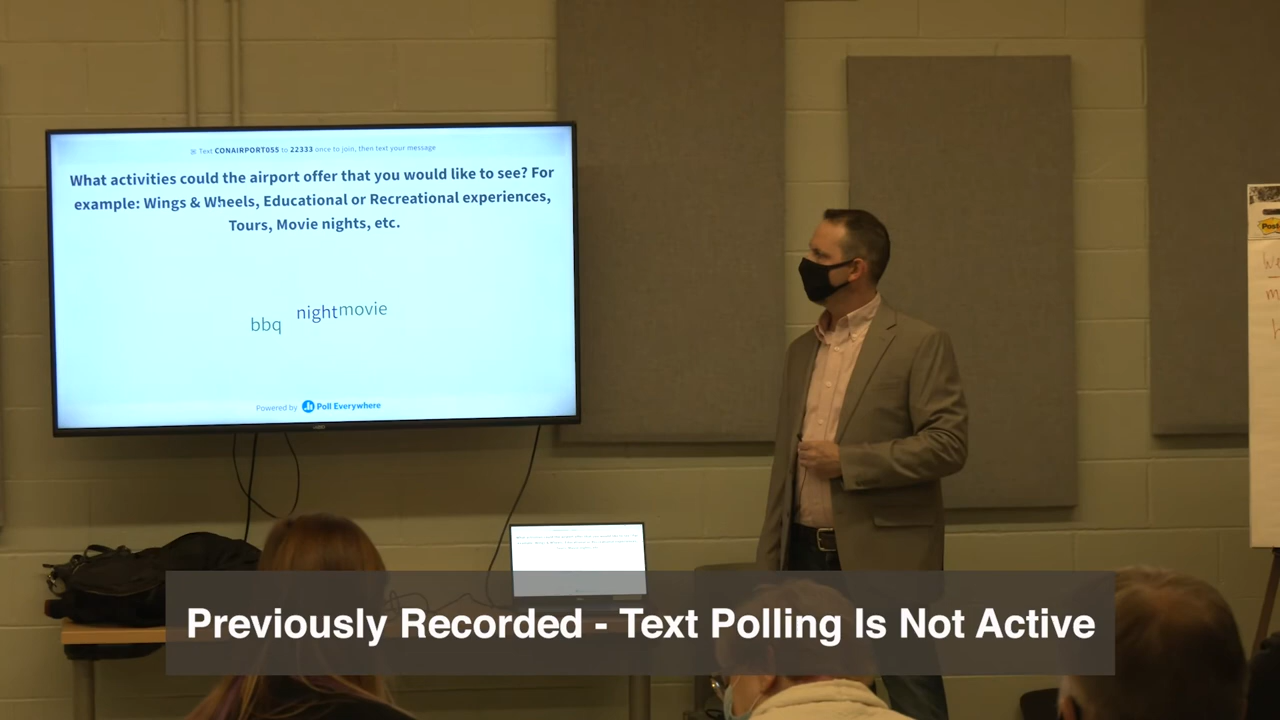 Text CONAIRPORT055 to 22333 once to join, then text your message
What activities could the airport offer that you would like to see? For
example: Wings & Wheels, Educational or Recreational experiences,
Tours, Movie nights, etc.
bbq nightmovie
Powered by Poll Everywhere
Post
Previously Recorded - Text Polling Is Not Active